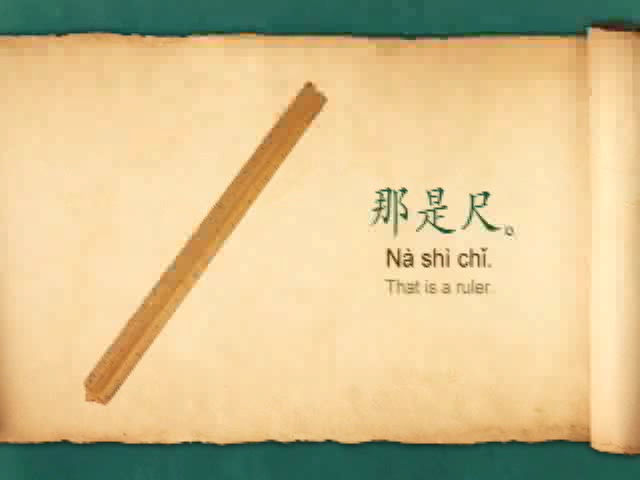 那是尺。
Nà shì chǐ.
That is a ruler.